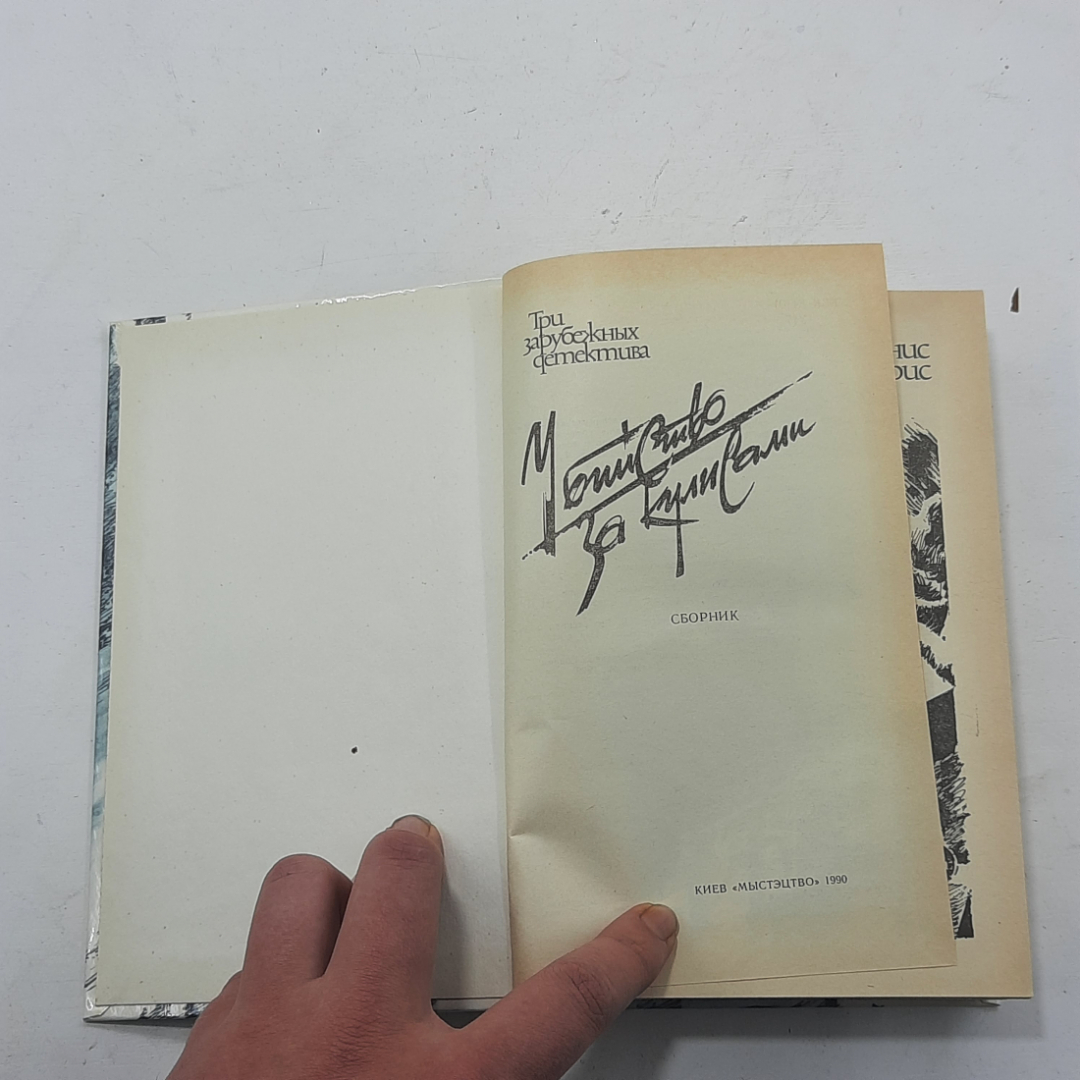 Три
зарубежных
детектива
Убийство
за кулисами
СБОРНИК
КИЕВ «МЫСТЭЦТВО» 1990